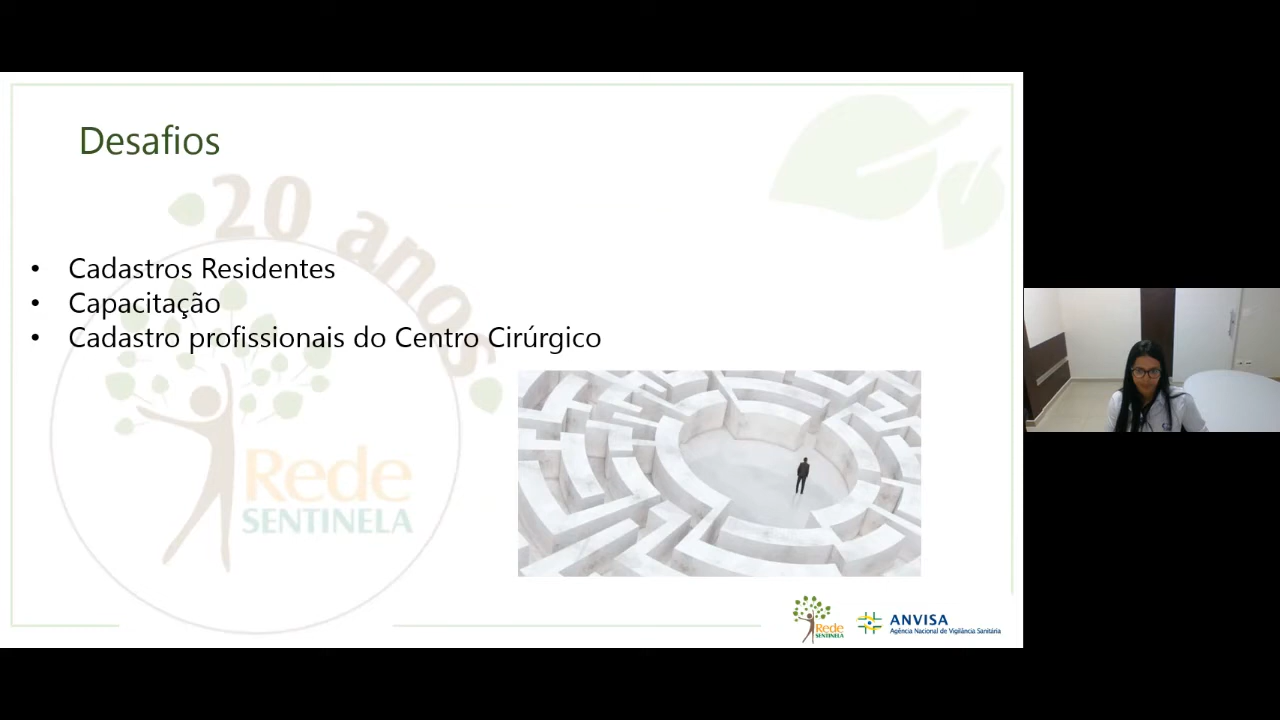 Desafios
20 anos
• Cadastros Residentes
• Capacitação
• Cadastro profissionais do Centro Cirúrgico
Rede
SENTINELA
Rede
SENTINELA
ANVISA
Agência Nacional de Vigilância Sanitária